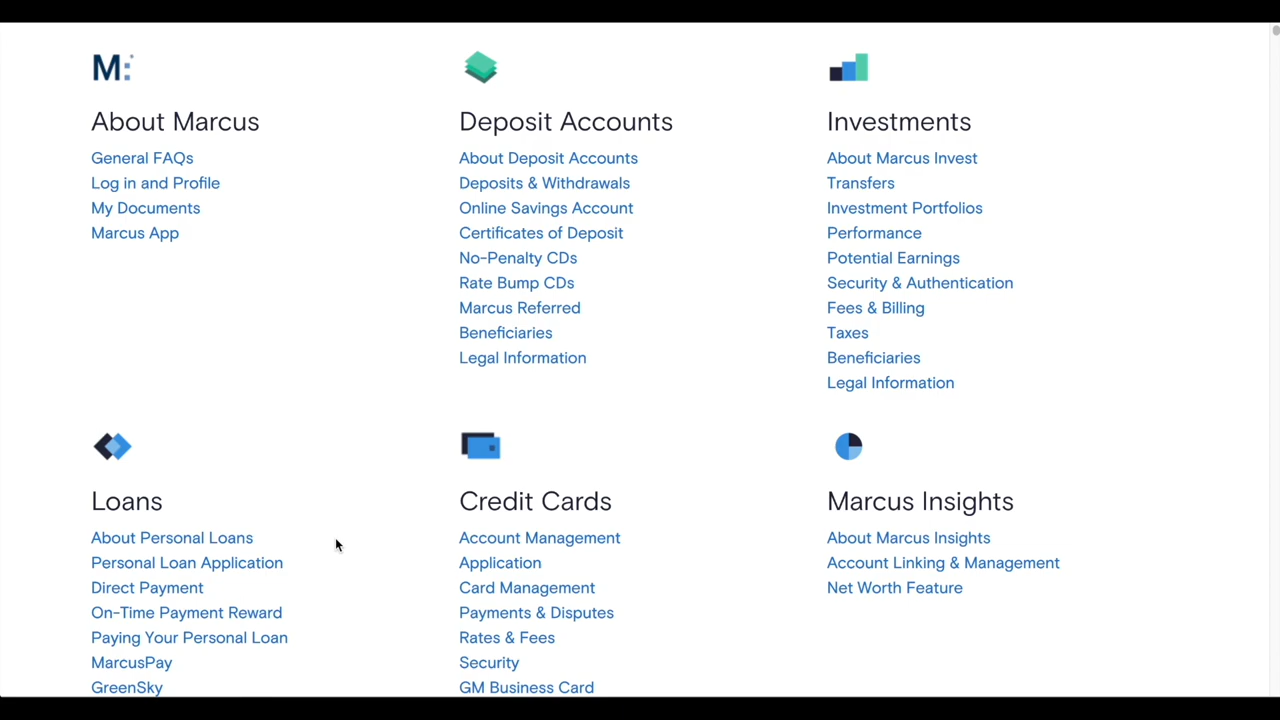 M:
About Marcus
General FAQs
Log in and Profile
My Documents
Marcus App
Deposit Accounts
About Deposit Accounts
Deposits & Withdrawals
Online Savings Account
Certificates of Deposit
No-Penalty CDs
Rate Bump CDs
Marcus Referred
Beneficiaries
Legal Information
Investments
About Marcus Invest
Transfers
Investment Portfolios
Performance
Potential Earnings
Security & Authentication
Fees & Billing
Taxes
Beneficiaries
Legal Information
Loans
About Personal Loans
Personal Loan Application
Direct Payment
On-Time Payment Reward
Paying Your Personal Loan
MarcusPay
GreenSky
Credit Cards
Account Management
Application
Card Management
Payments & Disputes
Rates & Fees
Security
GM Business Card
Marcus Insights
About Marcus Insights
Account Linking & Management
Net Worth Feature